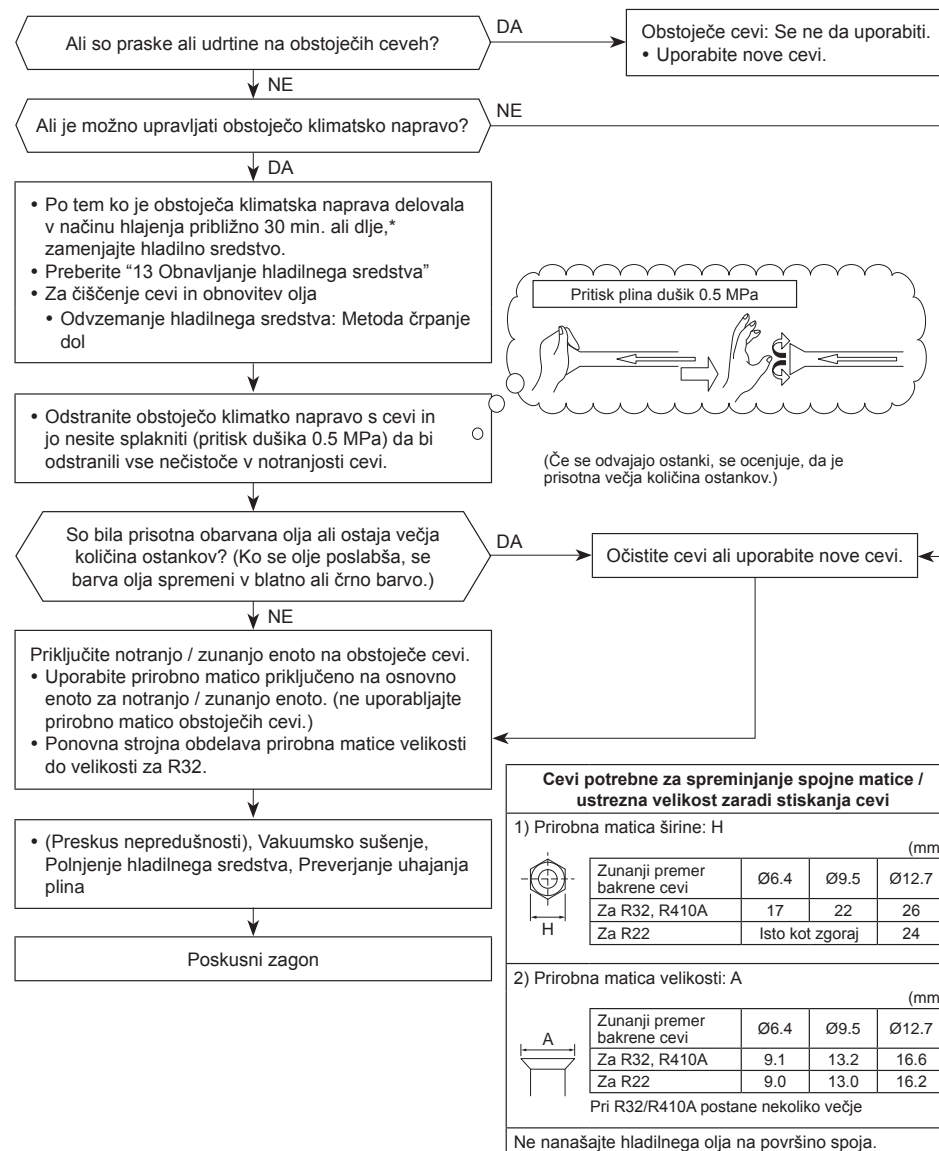 Ali so praske ali udrtine na obstoječih ceveh?
DA
Obstoječe cevi: Se ne da uporabiti.
• Uporabite nove cevi.
NE
Ali je možno upravljati obstoječo klimatsko napravo?
NE
DA
• Po tem ko je obstoječa klimatska naprava delovala
v načinu hlajenja približno 30 min. ali dlje,*
zamenjajte hladilno sredstvo.
• Preberite “13 Obnavljanje hladilnega sredstva”
• Za čiščenje cevi in obnovitev olja
• Odvzemanje hladilnega sredstva: Metoda črpanje
dol
Pritisk plina dušik 0.5 MPa
• Odstranite obstoječo klimatko napravo s cevi in
jo nesite splakniti (pritisk dušika 0.5 MPa) da bi
odstranili vse nečistoče v notranjosti cevi.
(Če se odvajajo ostanki, se ocenjuje, da je
prisotna večja količina ostankov.)
So bila prisotna obarvana olja ali ostaja večja
količina ostankov? (Ko se olje poslabša, se
barva olja spremeni v blatno ali črno barvo.)
DA
Očistite cevi ali uporabite nove cevi.
NE
Priključite notranjo / zunanjo enoto na obstoječe cevi.
• Uporabite prirobno matico priključeno na osnovno
enoto za notranjo / zunanjo enoto. (ne uporabljajte
prirobno matico obstoječih cevi.)
• Ponovna strojna obdelava prirobna matice velikosti
do velikosti za R32.
• (Preskus nepredušnosti), Vakuumsko sušenje,
Polnjenje hladilnega sredstva, Preverjanje uhajanja
plina
Poskusni zagon
Cevi potrebne za spreminjanje spojne matice /
ustrezna velikost zaradi stiskanja cevi
1) Prirobna matica širine: H
(mm
H
Zunanji premer
bakrene cevi Ø6.4 Ø9.5 Ø12.7
Za R32, R410A 17 22 26
Za R22 Isto kot zgoraj 24
2) Prirobna matica velikosti: A
(mm
A
Zunanji premer
bakrene cevi Ø6.4 Ø9.5 Ø12.7
Za R32, R410A 9.1 13.2 16.6
Za R22 9.0 13.0 16.2
Pri R32/R410A postane nekoliko večje
Ne nanašajte hladilnega olja na površino spoja.